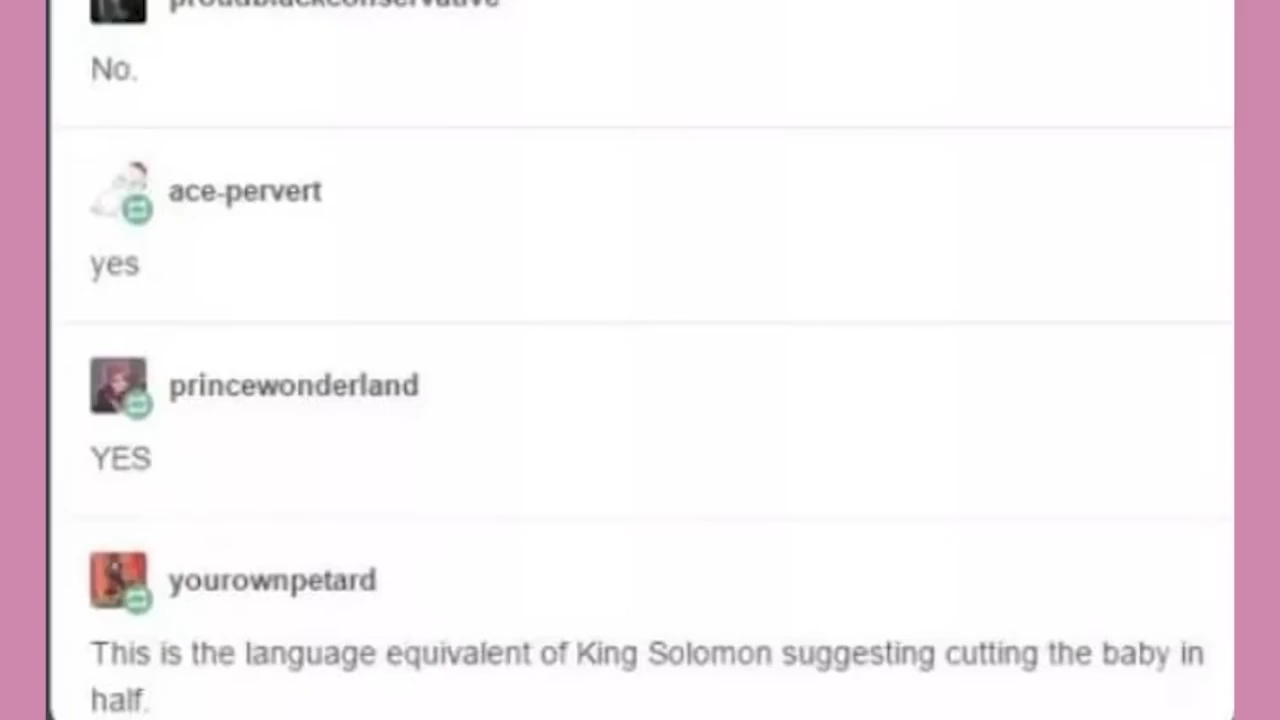 proudblackconservative
No.
ace-pervert
yes
princewonderland
YES
yourownpetard
This is the language equivalent of King Solomon suggesting cutting the baby in
half.